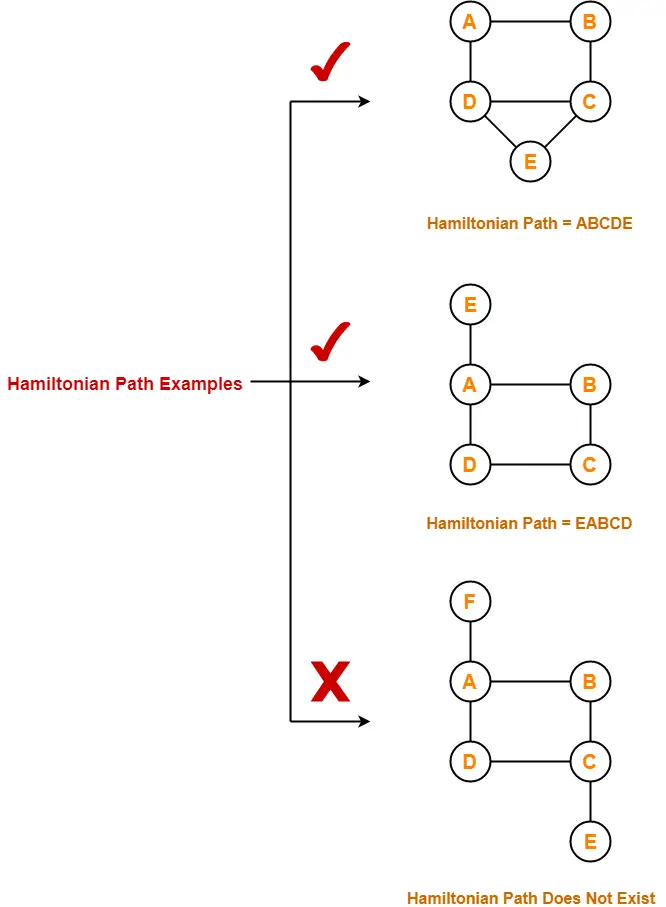 A B
D C
E
Hamiltonian Path = ABCDE
E
A B
D C
Hamiltonian Path = EABCD
Hamiltonian Path Examples
F
A B
D C
E
Hamiltonian Path Does Not Exist